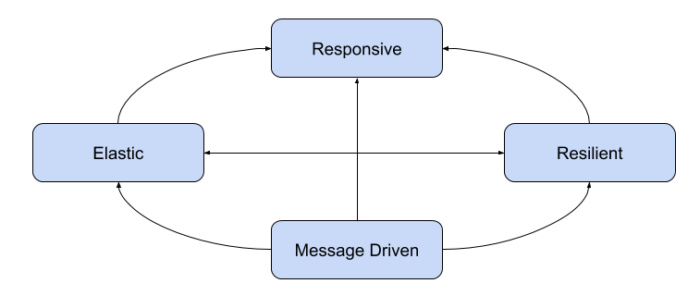 Responsive
Elastic
Resilient
Message Driven